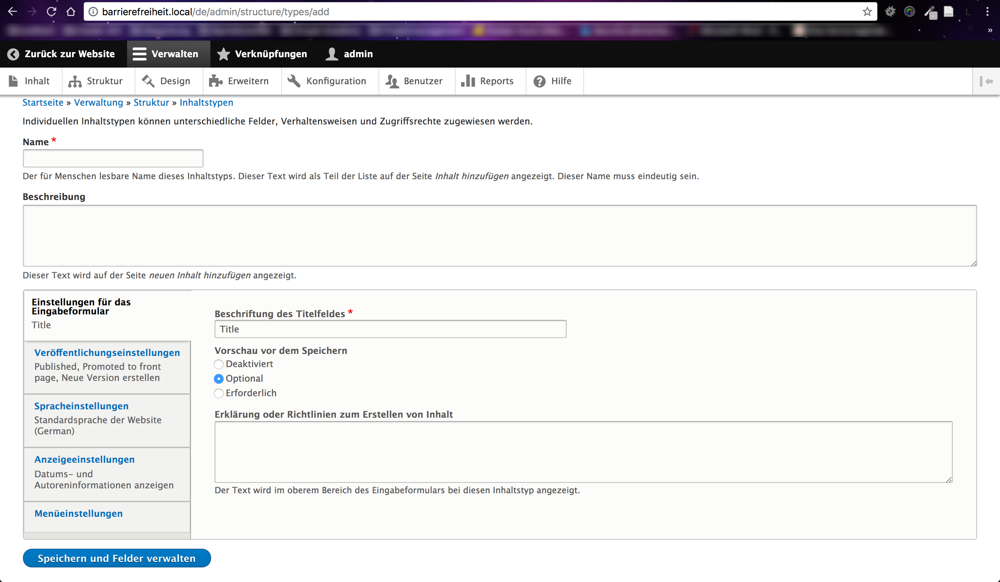 barrierefreiheit.local/de/admin/structure/types/add
Zurück zur Website Verwalten Verknüpfungen admin
Inhalt Struktur Design Erweitern Konfiguration Benutzer Reports Hilfe
Startseite » Verwaltung » Struktur » Inhaltstypen
Individuellen Inhaltstypen können unterschiedliche Felder, Verhaltensweisen und Zugriffsrechte zugewiesen werden.
Name *
Der für Menschen lesbare Name dieses Inhaltstyps. Dieser Text wird als Teil der Liste auf der Seite Inhalt hinzufügen angezeigt. Dieser Name muss eindeutig sein.
Beschreibung
Dieser Text wird auf der Seite neuen Inhalt hinzufügen angezeigt.
Einstellungen für das
Eingabeformular
Title
Veröffentlichungseinstellungen
Published, Promoted to front
page, Neue Version erstellen
Spracheinstellungen
Standardsprache der Website
(German)
Anzeigeeinstellungen
Datums- und
Autoreninformationen anzeigen
Menüeinstellungen
Beschriftung des Titelfeldes *
Title
Vorschau vor dem Speichern
Deaktiviert
Optional
Erforderlich
Erklärung oder Richtlinien zum Erstellen von Inhalt
Der Text wird im oberem Bereich des Eingabeformulars bei diesen Inhaltstyp angezeigt.
Speichern und Felder verwalten